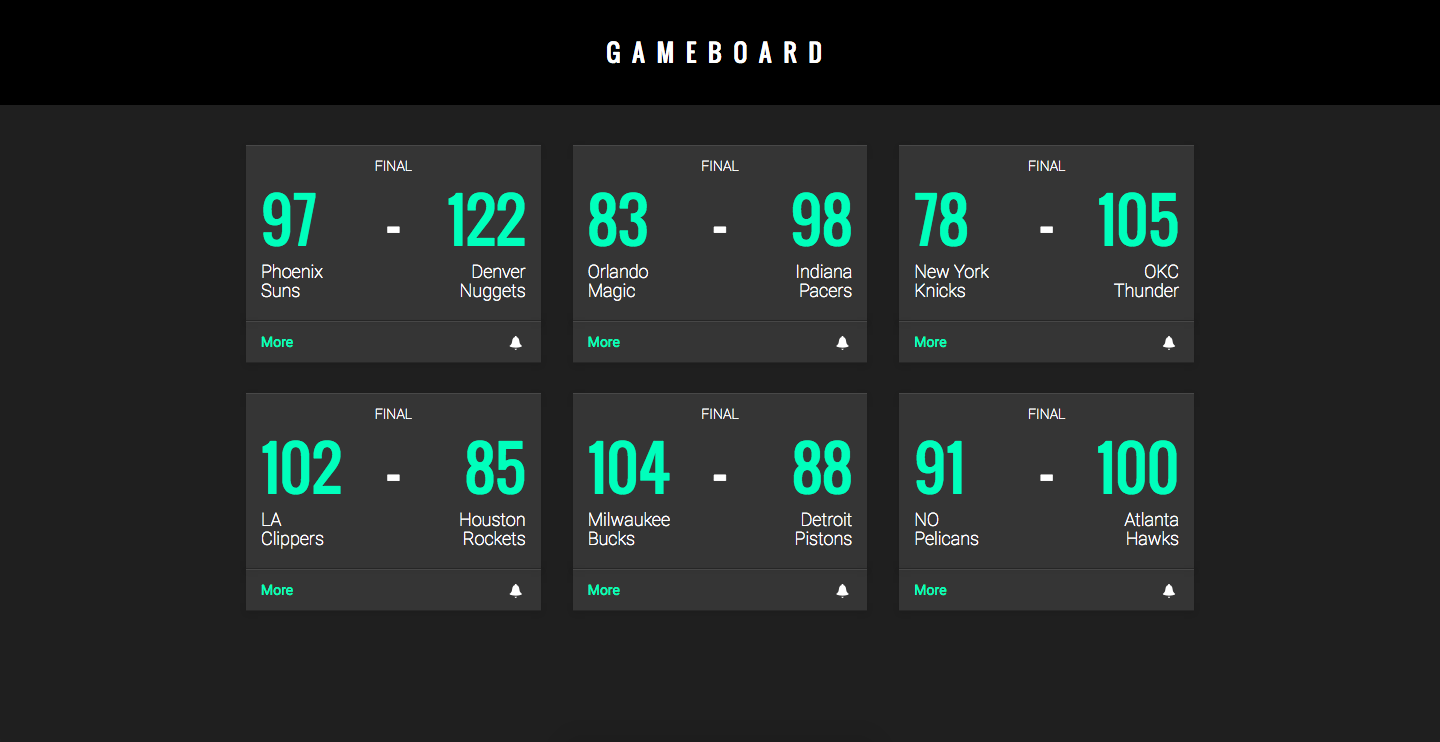 GAMEBOARD
FINAL
97 - 122
Phoenix Suns
Denver Nuggets
More
FINAL
83 - 98
Orlando Magic
Indiana Pacers
More
FINAL
78 - 105
New York Knicks
OKC Thunder
More
FINAL
102 - 85
LA Clippers
Houston Rockets
More
FINAL
104 - 88
Milwaukee Bucks
Detroit Pistons
More
FINAL
91 - 100
NO Pelicans
Atlanta Hawks
More